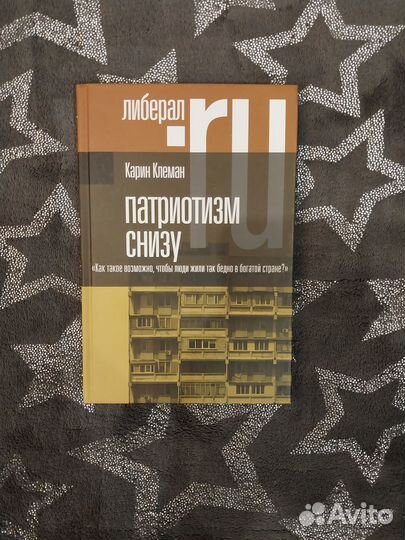 либерал
.ru
Карин Клеман
патриотизм
снизу
«Как такое возможно, чтобы люди жили так бедно в богатой стране?»
Avito